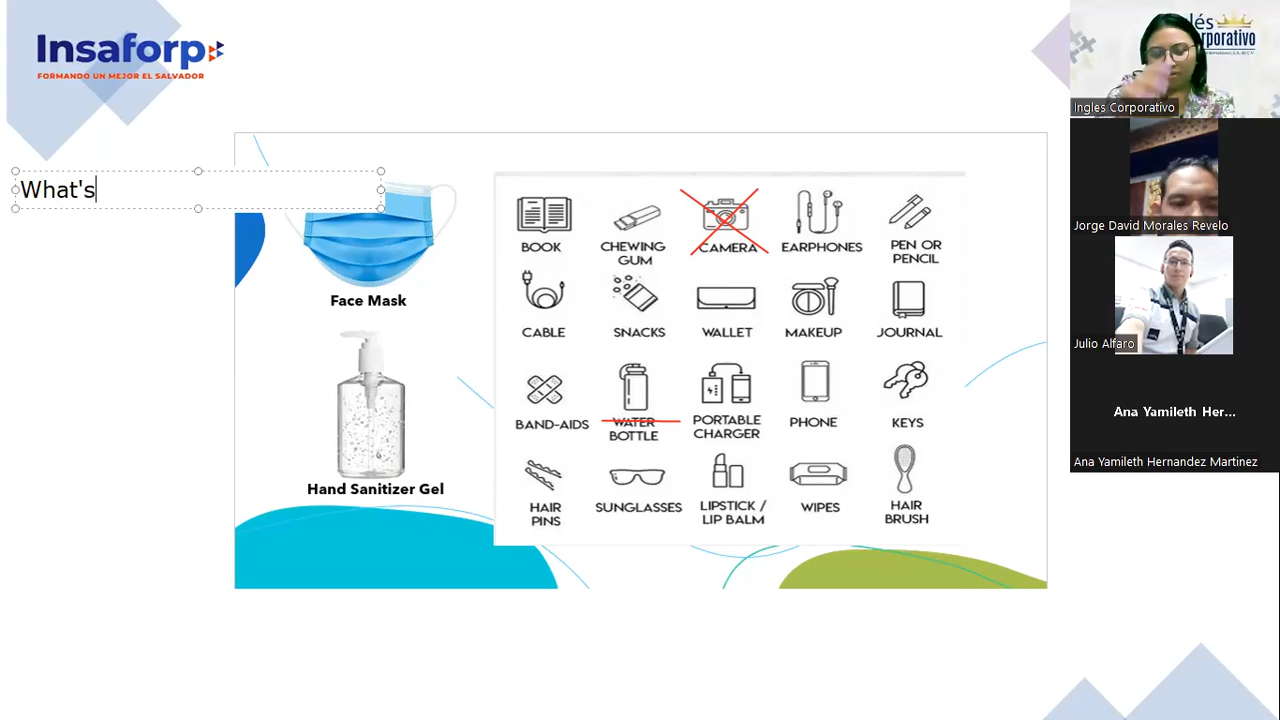 Insaforp
FORMANDO UN MEJOR EL SALVADOR
What's
Face Mask
Hand Sanitizer Gel
BOOK
CHEWING
GUM
CAMERA
EARPHONES
PEN OR
PENCIL
CABLE
SNACKS
WALLET
MAKEUP
JOURNAL
BAND-AIDS
WATER
BOTTLE
PORTABLE
CHARGER
PHONE
KEYS
HAIR
PINS
SUNGLASSES
LIPSTICK /
LIP BALM
WIPES
HAIR
BRUSH
Ingles Corporativo
Jorge David Morales Revelo
Julio Alfaro
Ana Yamileth Her...
Ana Yamileth Hernandez Martinez